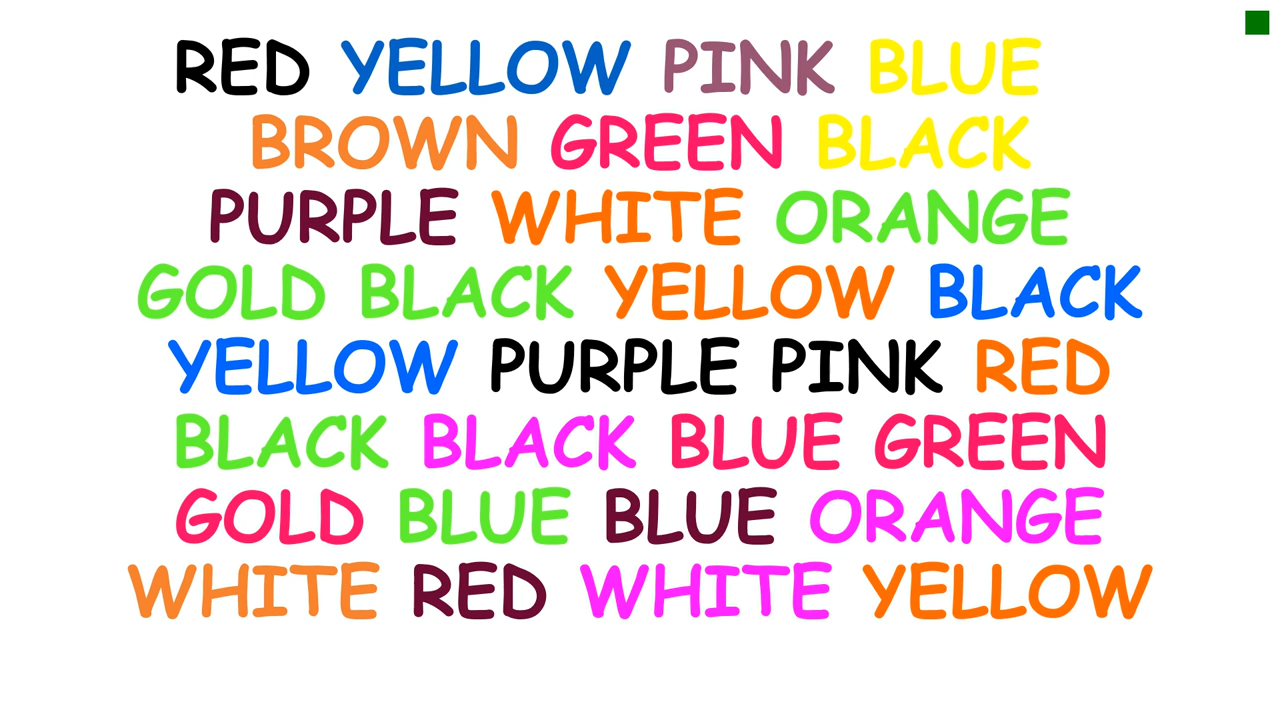 RED YELLOW PINK BLUE
BROWN GREEN BLACK
PURPLE WHITE ORANGE
GOLD BLACK YELLOW BLACK
YELLOW PURPLE PINK RED
BLACK BLACK BLUE GREEN
GOLD BLUE BLUE ORANGE
WHITE RED WHITE YELLOW